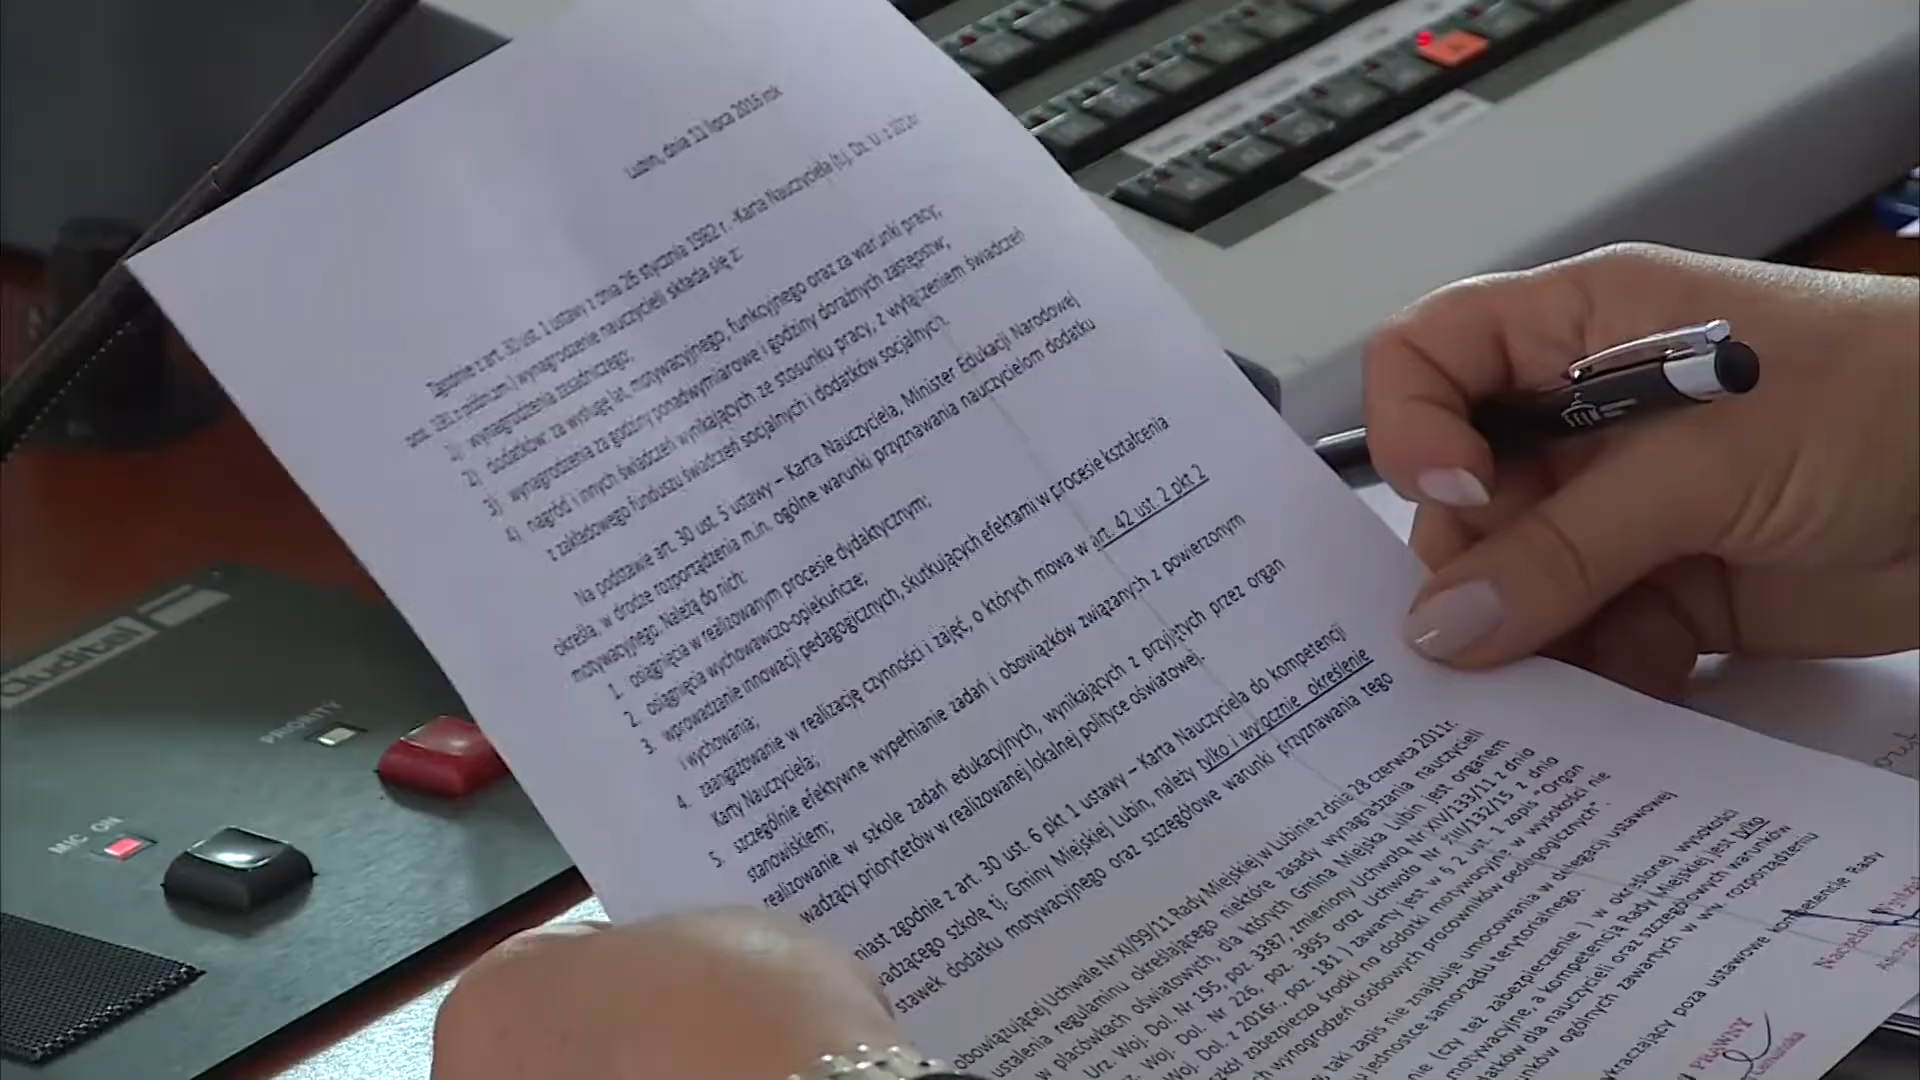 Lubin, dnia 11 lipca 2016 rok
Zgodnie z art. 30 ust. 1 ustawy z dnia 26 stycznia 1982 r. -Karta Nauczyciela (t.j. Dz. U. z
poz. 191 z późn.zm ) wynagrodzenie nauczycieli składa się z:
1) wynagrodzenia zasadniczego;
2) dodatków: za wysługę lat, motywacyjnego, funkcyjnego oraz za warunki pracy;
3) wynagrodzenia za godziny ponadwymiarowe i godziny doraźnych zastępstw;
4) nagród i innych świadczeń wynikających ze stosunku pracy, z wyłączeniem świadczeń
z zakładowego funduszu świadczeń socjalnych i dodatków socjalnych.
Na podstawie art. 30 ust. 5 ustawy – Karta Nauczyciela, Minister Edukacji Narodowej
określa, w drodze rozporządzenia m.in. ogólne warunki przyznawania nauczycielom dodatku
motywacyjnego. Należą do nich:
1. osiągnięcia w realizowanym procesie dydaktycznym;
2. osiągnięcia wychowawczo-opiekuńcze;
3. wprowadzanie innowacji pedagogicznych, skutkujących efektami w procesie kształcenia
i wychowania;
4. zaangażowanie w realizację czynności i zajęć, o których mowa w art. 42 ust. 2 pkt 2
Karty Nauczyciela;
5. szczególnie efektywne wypełnianie zadań i obowiązków związanych z powierzonym
stanowiskiem;
realizowanie w szkole zadań edukacyjnych, wynikających z przyjętych przez organ
wadzący priorytetów w realizowanej lokalnej polityce oświatowej.
miast zgodnie z art. 30 ust. 6 pkt 1 ustawy – Karta Nauczyciela do kompetencji
wadzącego szkołę tj. Gminy Miejskiej Lubin, należy tylko i wyłącznie określenie
stawek dodatku motywacyjnego oraz szczegółowe warunki przyznawania tego
obowiązującej Uchwale Nr XI/99/11 Rady Miejskiej w Lubinie z dnia 28 czerwca 2011r.
ustalenia regulaminu określającego niektóre zasady wynagradzania nauczycieli
w placówkach oświatowych, dla których Gmina Miejska Lubin jest organem
Urz. Woj. Dol. Nr 195, poz. 3387, zmieniony Uchwałą Nr XIV/135/11 z dnia
z. Woj. Dol. Nr 226, poz. 3895 oraz Uchwałą Nr XIII/132/15 z dnia
Woj. Dol. z 2016r., poz. 181 ) zawarty jest w § 2 ust. 1 zapis "Organ
szkół zabezpiecza środki na dodatki motywacyjne w wysokości nie
h wynagrodzeń osobowych pracowników pedagogicznych".
, taki zapis nie znajduje umocowania w delegacji ustawowej
u jednostce samorządu terytorialnego.
nie (czy też zabezpieczenie ) w określonej wysokości
motywacyjne, a kompetencją Rady Miejskiej jest tylko
datków dla nauczycieli oraz szczegółowych warunków
nków ogólnych zawartych w ww. rozporządzeniu
ykraczający poza ustawowe kompetencje Rady
PRAWNY
SEJM
Auditel
PRIORITY
MIC ON